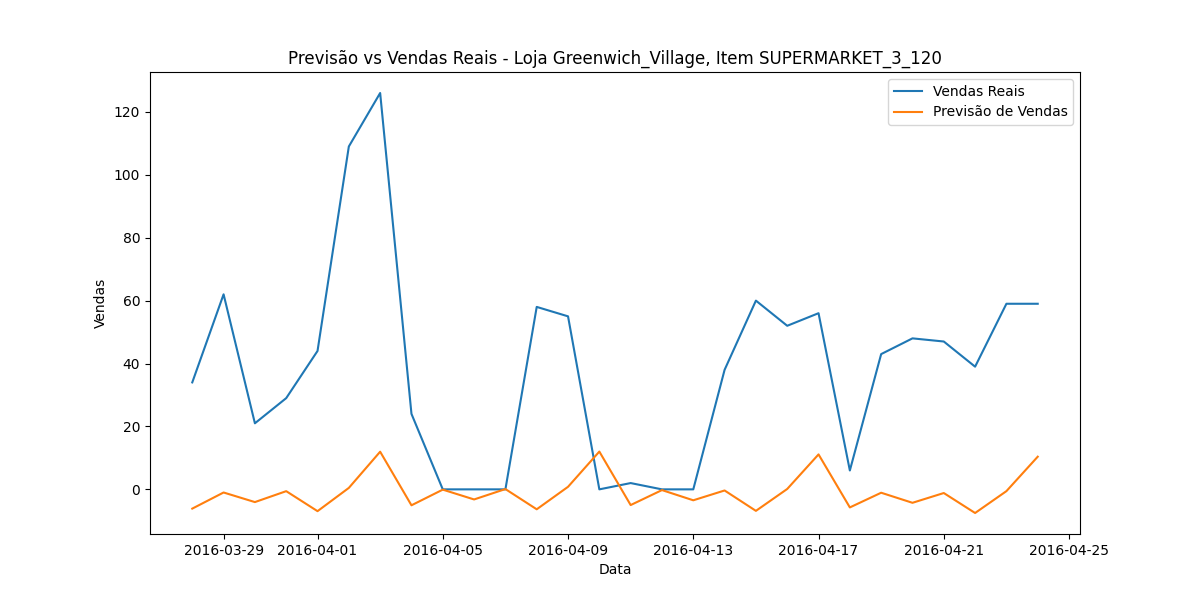 Previsão vs Vendas Reais - Loja Greenwich_Village, Item SUPERMARKET_3_120
Vendas Reais
Previsão de Vendas
Vendas
120
100
80
60
40
20
0
2016-03-29 2016-04-01 2016-04-05 2016-04-09 2016-04-13 2016-04-17 2016-04-21 2016-04-25
Data